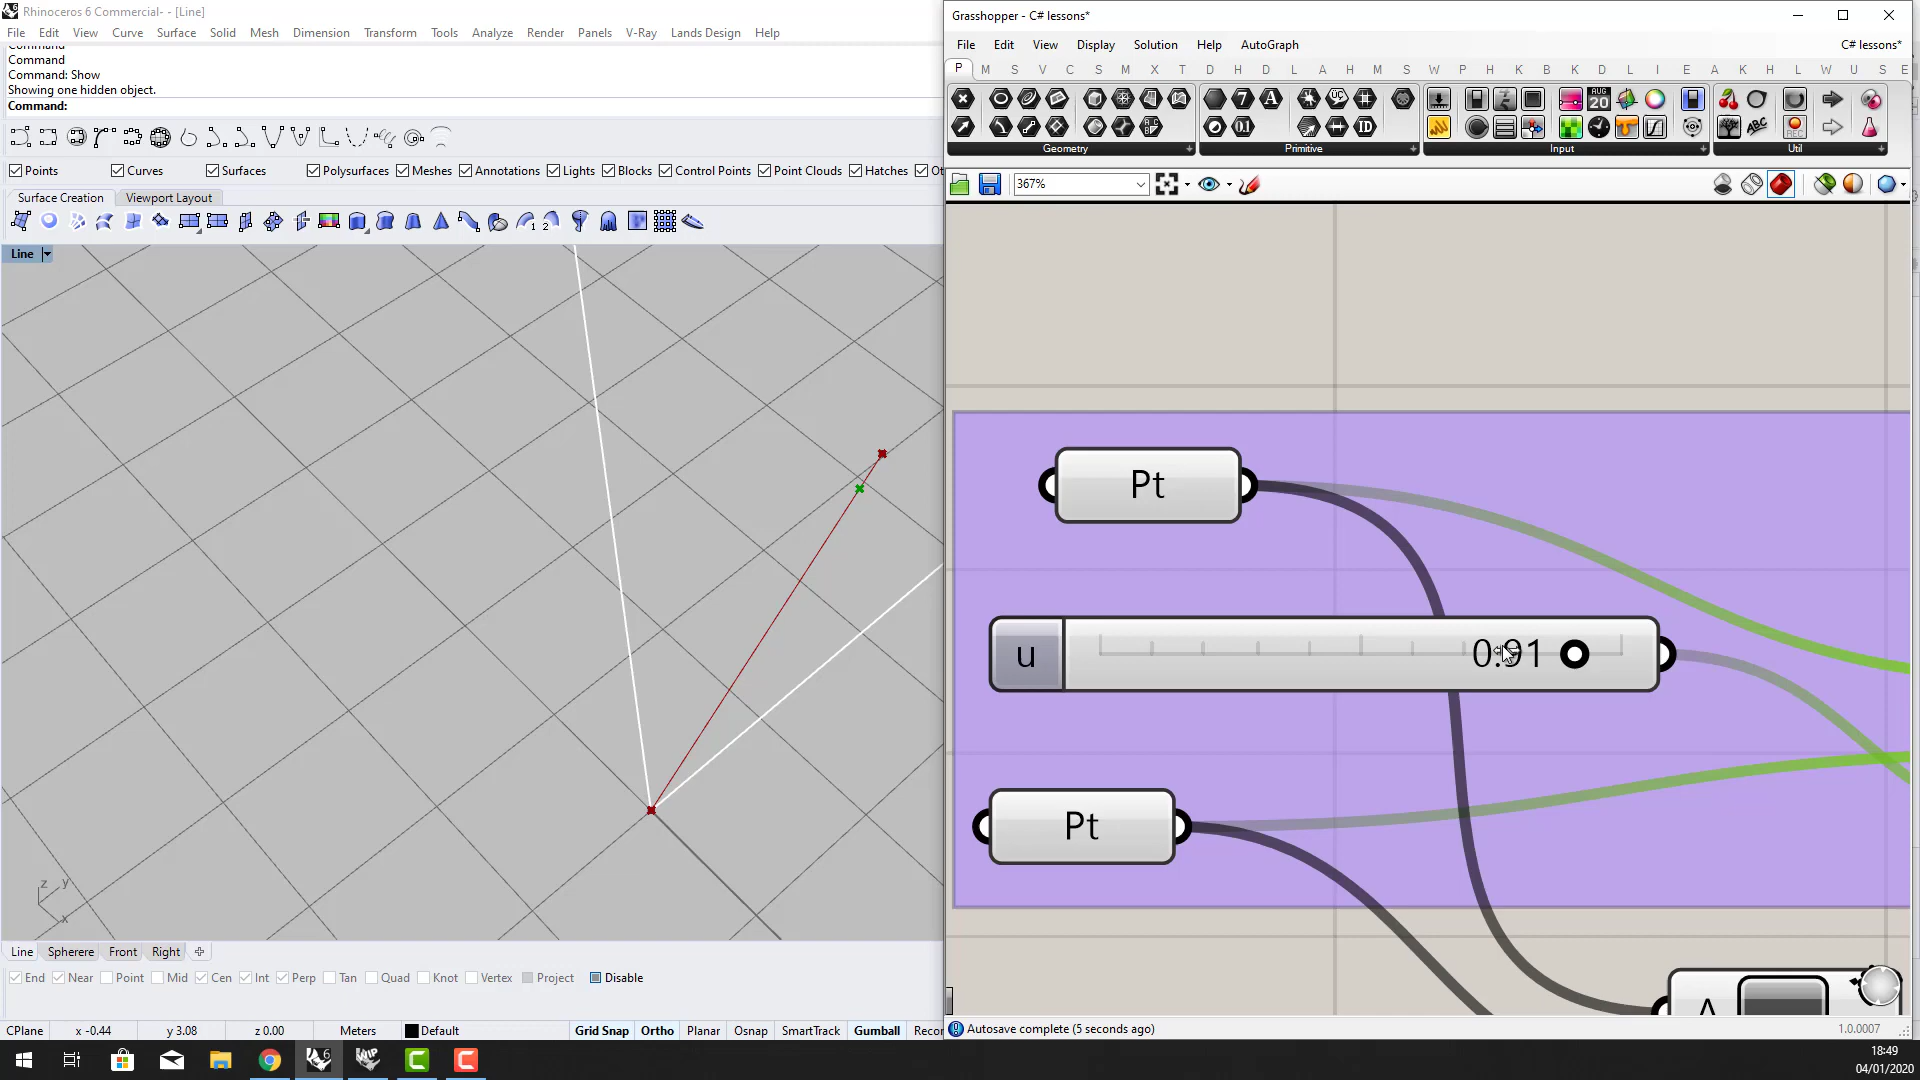 Rhinoceros 6 Commercial- - [Line]
File Edit View Curve Surface Solid Mesh Dimension Transform Tools Analyze Render Panels V-Ray Lands Design Help
Command
Command
Command: Show
Showing one hidden object.
Command:
Points Curves Surfaces Polysurfaces Meshes Annotations Lights Blocks Control Points Point Clouds Hatches
Surface Creation Viewport Layout
Line
z y
x
Line Spherere Front Right
End Near Point Mid Cen Int Perp Tan Quad Knot Vertex Project Disable
CPlane x -0.44 y 3.08 z 0.00 Meters Default Grid Snap Ortho Planar Osnap SmartTrack Gumball Recor
Grasshopper - C# lessons*
File Edit View Display Solution Help AutoGraph C# lessons*
P M S V C S M X T D H D L A H M S W P H K B K D L I E A K H L W U S E
Geometry Primitive Input Util
367%
Pt
u 0.91
Pt
A
Autosave complete (5 seconds ago) 1.0.0007
18:49
04/01/2020